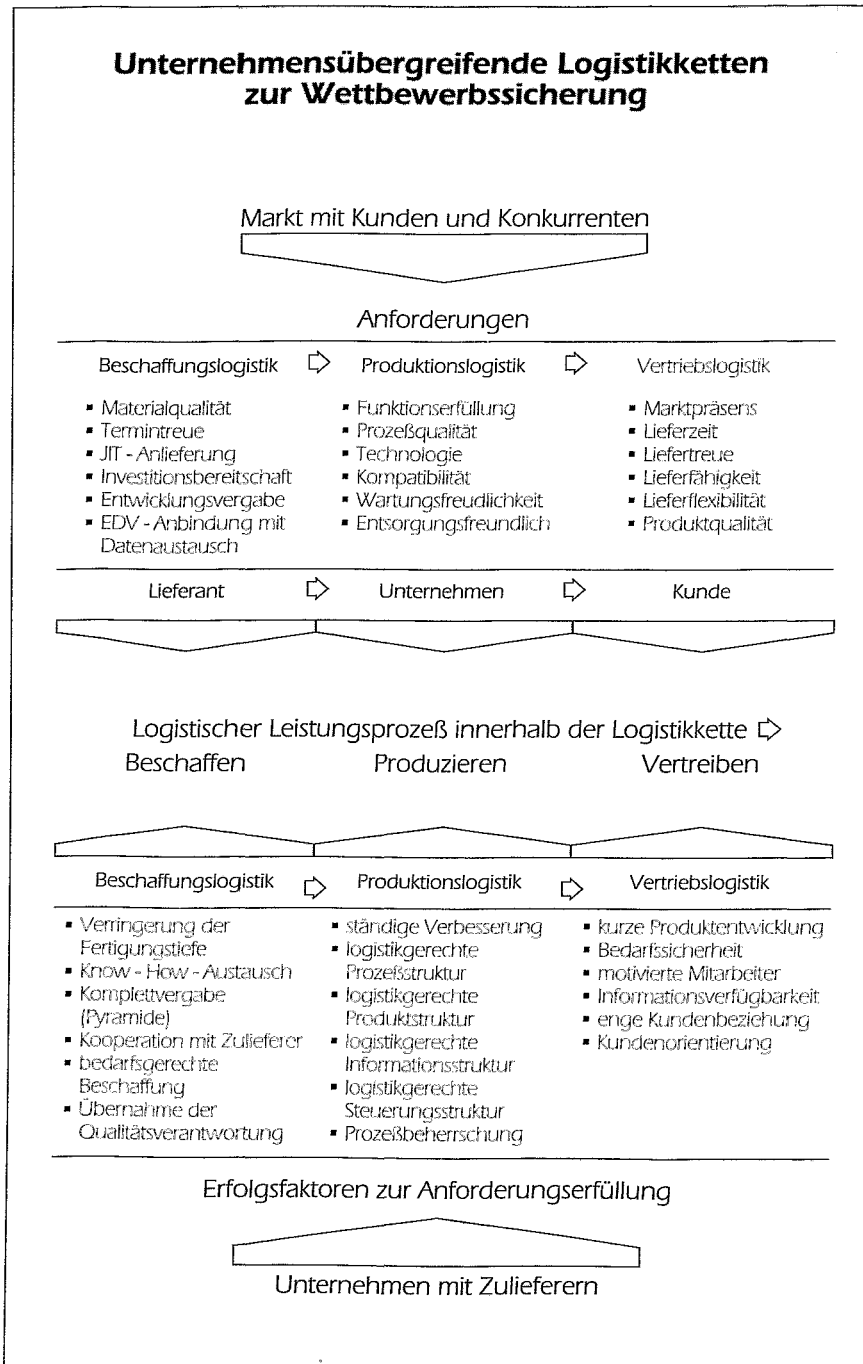 Unternehmensübergreifende Logistikketten
zur Wettbewerbssicherung
Markt mit Kunden und Konkurrenten
Anforderungen
Beschaffungslogistik
▪ Materialqualität
▪ Termintreue
▪ JIT - Anlieferung
▪ Investitionsbereitschaft
▪ Entwicklungsvergabe
▪ EDV - Anbindung mit
Datenaustausch
Produktionslogistik
▪ Funktionserfüllung
▪ Prozeßqualität
▪ Technologie
▪ Kompatibilität
▪ Wartungsfreudlichkeit
▪ Entsorgungsfreundlich
Vertriebslogistik
▪ Marktpräsens
▪ Lieferzeit
▪ Liefertreue
▪ Lieferfähigkeit
▪ Lieferflexibilität
▪ Produktqualität
Lieferant
Unternehmen
Kunde
Logistischer Leistungsprozeß innerhalb der Logistikkette
Beschaffen
Produzieren
Vertreiben
Beschaffungslogistik
▪ Verringerung der
Fertigungstiefe
▪ Know - How - Austausch
▪ Komplettvergabe
(Pyramide)
▪ Kooperation mit Zulieferer
▪ bedarfsgerechte
Beschaffung
▪ Übernahme der
Qualitätsverantwortung
Produktionslogistik
▪ ständige Verbesserung
▪ logistikgerechte
Prozeßstruktur
▪ logistikgerechte
Produktstruktur
▪ logistikgerechte
Informationsstruktur
▪ logistikgerechte
Steuerungsstruktur
▪ Prozeßbeherrschung
Vertriebslogistik
▪ kurze Produktentwicklung
▪ Bedarfssicherheit
▪ motivierte Mitarbeiter
▪ Informationsverfügbarkeit
▪ enge Kundenbeziehung
▪ Kundenorientierung
Erfolgsfaktoren zur Anforderungserfüllung
Unternehmen mit Zulieferern